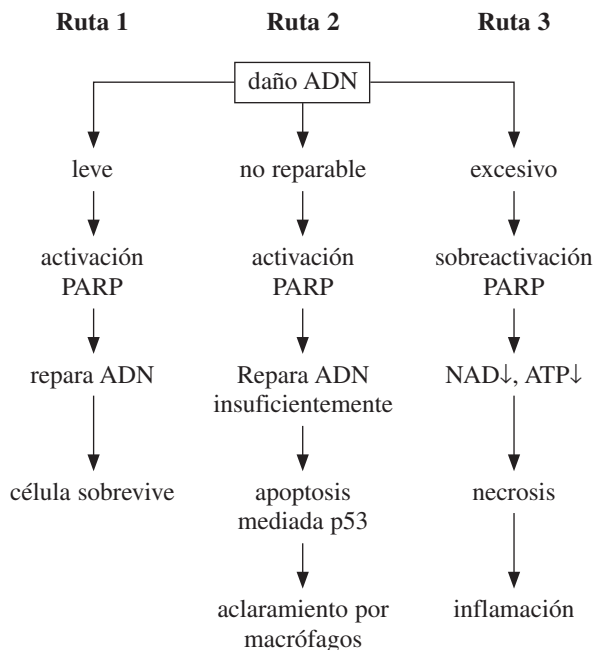 Ruta 1 Ruta 2 Ruta 3
daño ADN
leve no reparable excesivo
activación activación sobreactivación
PARP PARP PARP
repara ADN Repara ADN NAD↓, ATP↓
insuficientemente
célula sobrevive apoptosis necrosis
mediada p53
aclaramiento por inflamación
macrófagos